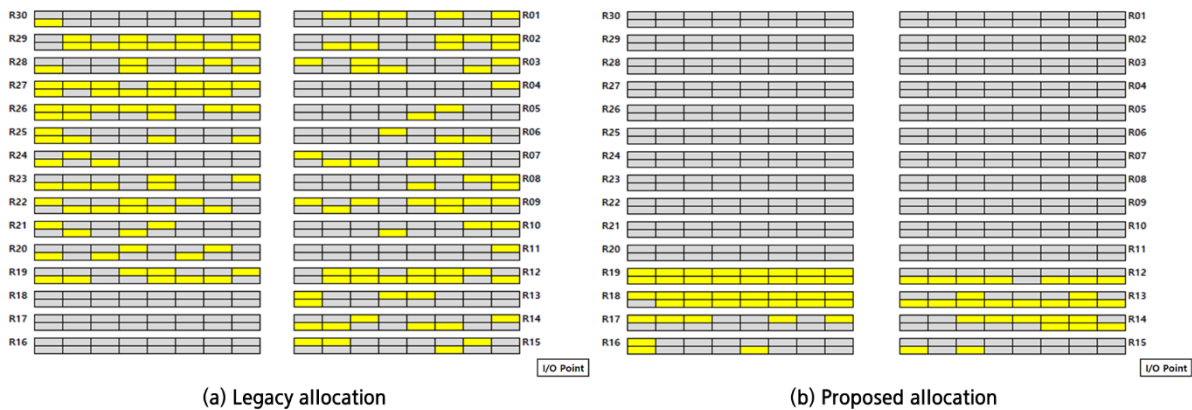 R30 R01 R30 R01
R29 R02 R29 R02
R28 R03 R28 R03
R27 R04 R27 R04
R26 R05 R26 R05
R25 R06 R25 R06
R24 R07 R24 R07
R23 R08 R23 R08
R22 R09 R22 R09
R21 R10 R21 R10
R20 R11 R20 R11
R19 R12 R19 R12
R18 R13 R18 R13
R17 R14 R17 R14
R16 R15 R16 R15
I/O Point I/O Point
(a) Legacy allocation (b) Proposed allocation